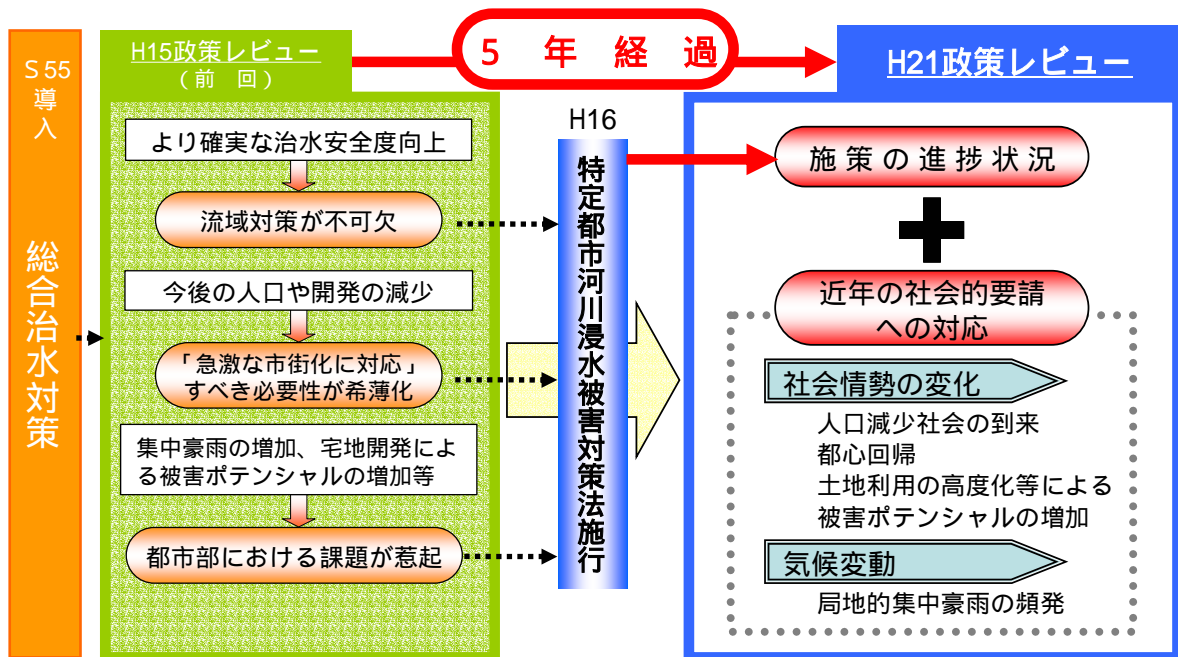 S55
導入
総合治水対策
H15政策レビュー
(前 回)
5 年 経 過
H21政策レビュー
より確実な治水安全度向上
流域対策が不可欠
今後の人口や開発の減少
「急激な市街化に対応」
すべき必要性が希薄化
集中豪雨の増加、宅地開発によ
る被害ポテンシャルの増加等
都市部における課題が惹起
H16
特定都市河川浸水被害対策法施行
施策の進捗状況
近年の社会的要請
への対応
社会情勢の変化
人口減少社会の到来
都心回帰
土地利用の高度化等による
被害ポテンシャルの増加
気候変動
局地的集中豪雨の頻発